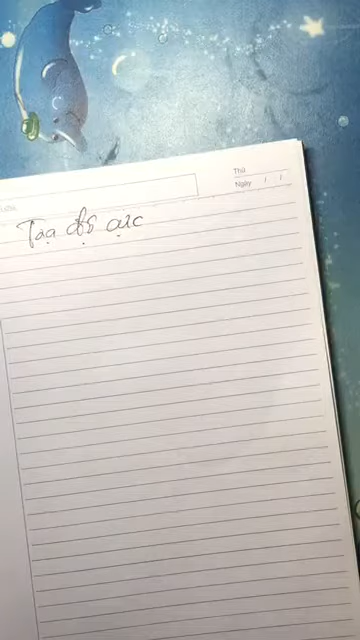 Thứ
Ngày / /
Tọa độ cực